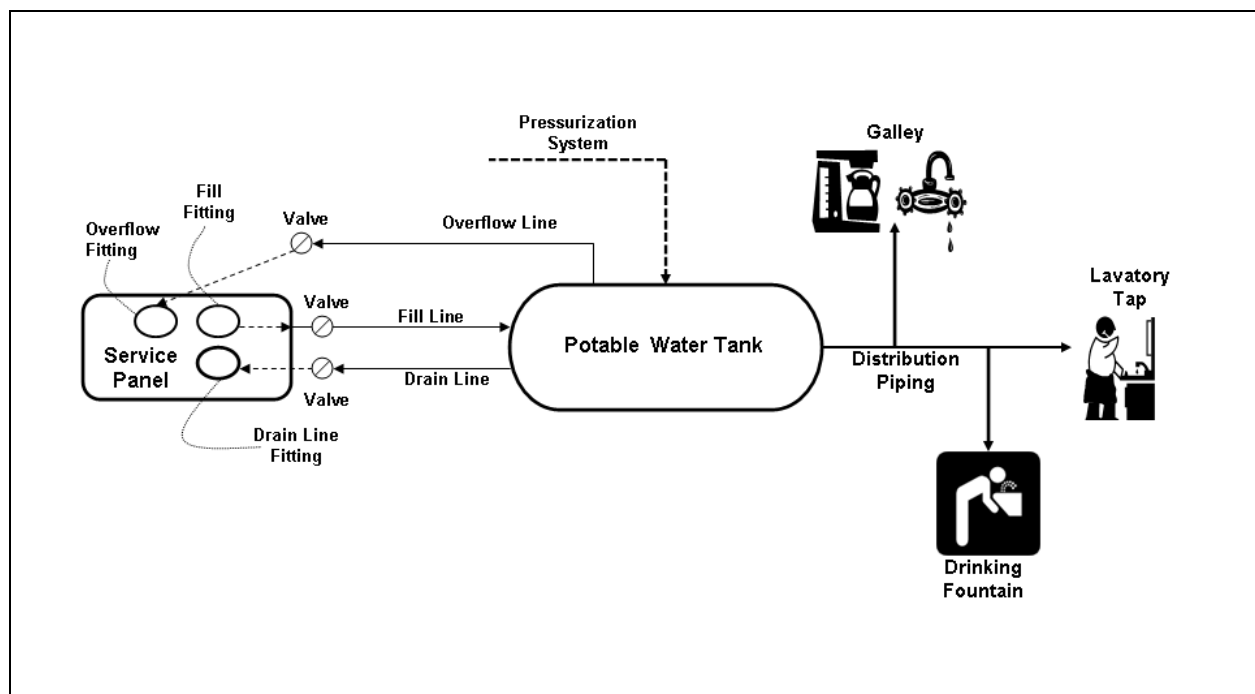 Pressurization
System
Galley
Fill
Fitting
Overflow
Fitting
Valve
Overflow Line
Lavatory
Tap
Valve
Fill Line
Potable Water Tank
Service
Panel
Distribution
Piping
Drain Line
Valve
Drain Line
Fitting
Drinking
Fountain